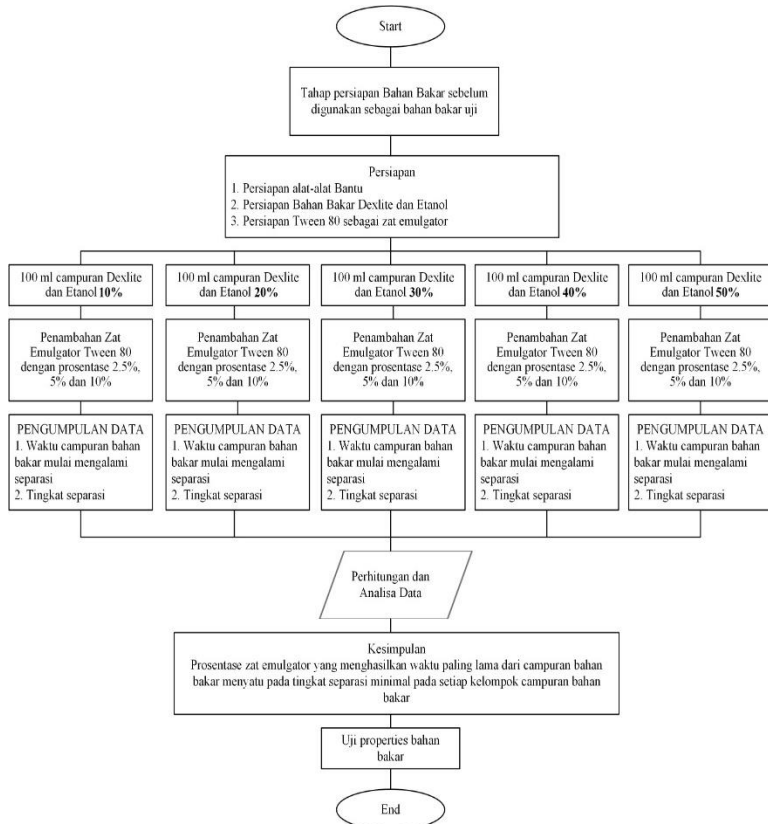 Start
Tahap persiapan Bahan Bakar sebelum
digunakan sebagai bahan bakar uji
Persiapan
1. Persiapan alat-alat Bantu
2. Persiapan Bahan Bakar Dexlite dan Etanol
3. Persiapan Tween 80 sebagai zat emulgator
100 ml campuran Dexlite
dan Etanol 10%
100 ml campuran Dexlite
dan Etanol 20%
100 ml campuran Dexlite
dan Etanol 30%
100 ml campuran Dexlite
dan Etanol 40%
100 ml campuran Dexlite
dan Etanol 50%
Penambahan Zat
Emulgator Tween 80
dengan prosentase 2.5%,
5% dan 10%
Penambahan Zat
Emulgator Tween 80
dengan prosentase 2.5%,
5% dan 10%
Penambahan Zat
Emulgator Tween 80
dengan prosentase 2.5%,
5% dan 10%
Penambahan Zat
Emulgator Tween 80
dengan prosentase 2.5%,
5% dan 10%
Penambahan Zat
Emulgator Tween 80
dengan prosentase 2.5%,
5% dan 10%
PENGUMPULAN DATA
1. Waktu campuran bahan
bakar mulai mengalami
separasi
2. Tingkat separasi
PENGUMPULAN DATA
1. Waktu campuran bahan
bakar mulai mengalami
separasi
2. Tingkat separasi
PENGUMPULAN DATA
1. Waktu campuran bahan
bakar mulai mengalami
separasi
2. Tingkat separasi
PENGUMPULAN DATA
1. Waktu campuran bahan
bakar mulai mengalami
separasi
2. Tingkat separasi
PENGUMPULAN DATA
1. Waktu campuran bahan
bakar mulai mengalami
separasi
2. Tingkat separasi
Perhitungan dan
Analisa Data
Kesimpulan
Prosentase zat emulgator yang menghasilkan waktu paling lama dari campuran bahan
bakar menyatu pada tingkat separasi minimal pada setiap kelompok campuran bahan
bakar
Uji properties bahan
bakar
End